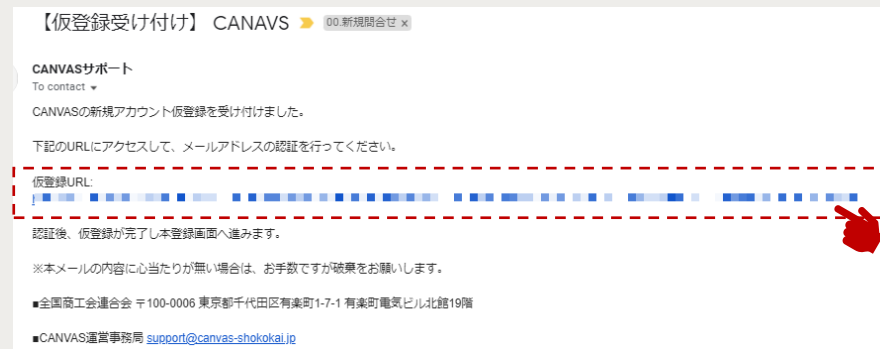 【仮登録受け付け】 CANAVS 00.新規問合せ x
CANVASサポート
To contact
CANVASの新規アカウント仮登録を受け付けました。
下記のURLにアクセスして、メールアドレスの認証を行ってください。
仮登録URL:
認証後、仮登録が完了し本登録画面へ進みます。
※本メールの内容に心当たりが無い場合は、お手数ですが破棄をお願いします。
■全国商工会連合会 〒100-0006 東京都千代田区有楽町1-7-1 有楽町電気ビル北館19階
■CANVAS運営事務局 support@canvas-shokokai.jp